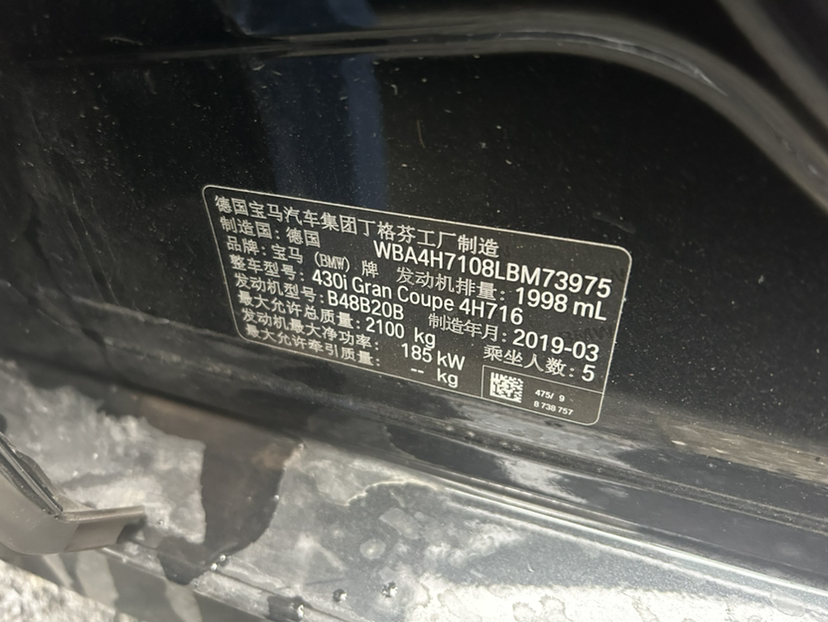 德国宝马汽车集团丁格芬工厂制造
制造国：德国 WBA4H7108LBM73975
品牌：宝马（BMW）牌 发动机排量：1998 mL
整车型号：430i Gran Coupe 4H716
发动机型号：B48B20B 制造年月：2019-03
最大允许总质量：2100 kg 乘坐人数：5
发动机最大净功率： 185 kW
最大允许牵引质量： -- kg
475/ 9
8 738 757